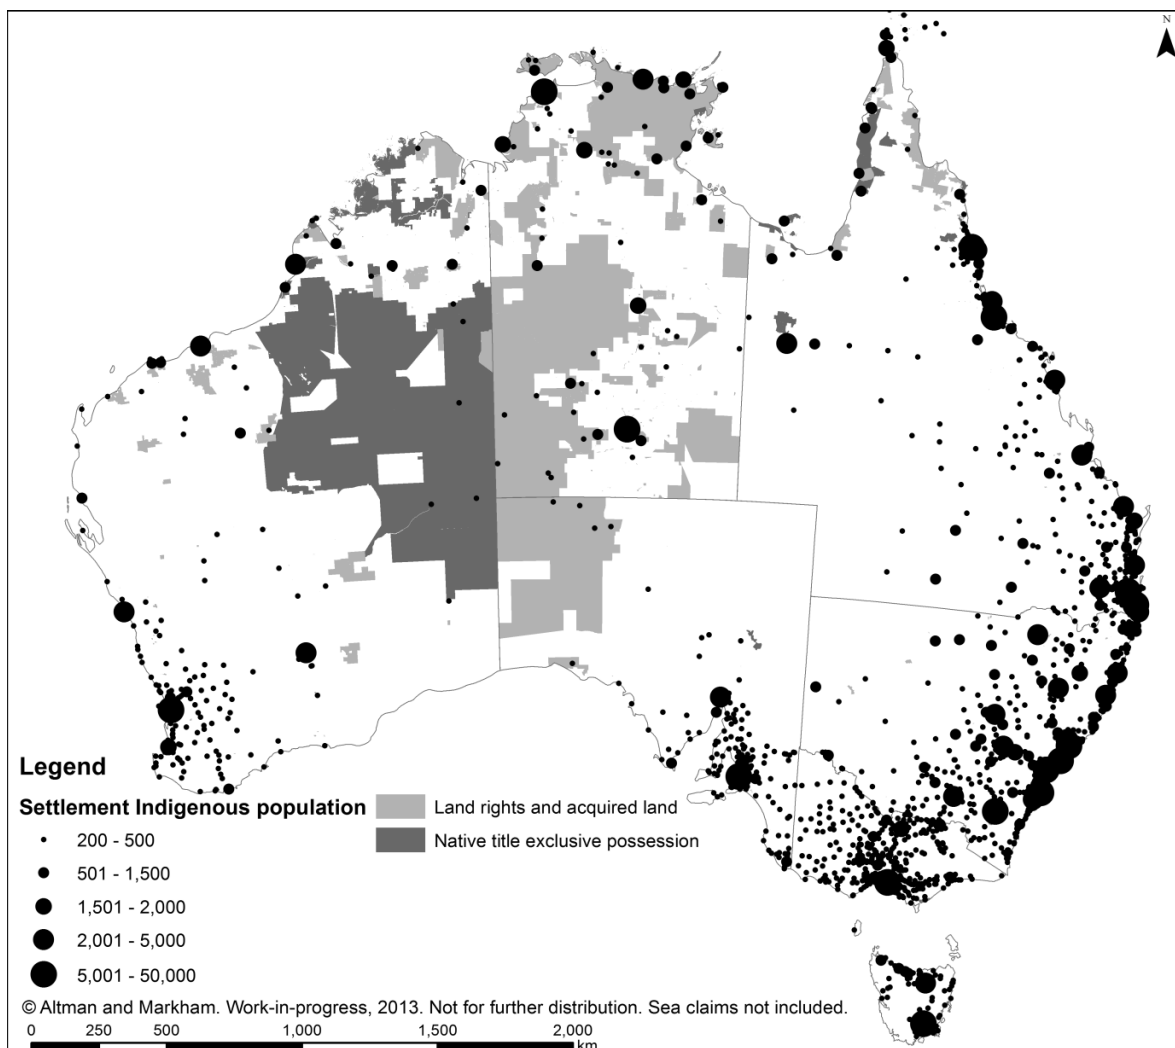 N
Legend
Settlement Indigenous population
200 - 500
501 - 1,500
1,501 - 2,000
2,001 - 5,000
5,001 - 50,000
Land rights and acquired land
Native title exclusive possession
© Altman and Markham. Work-in-progress, 2013. Not for further distribution. Sea claims not included.
0 250 500 1,000 1,500 2,000
km